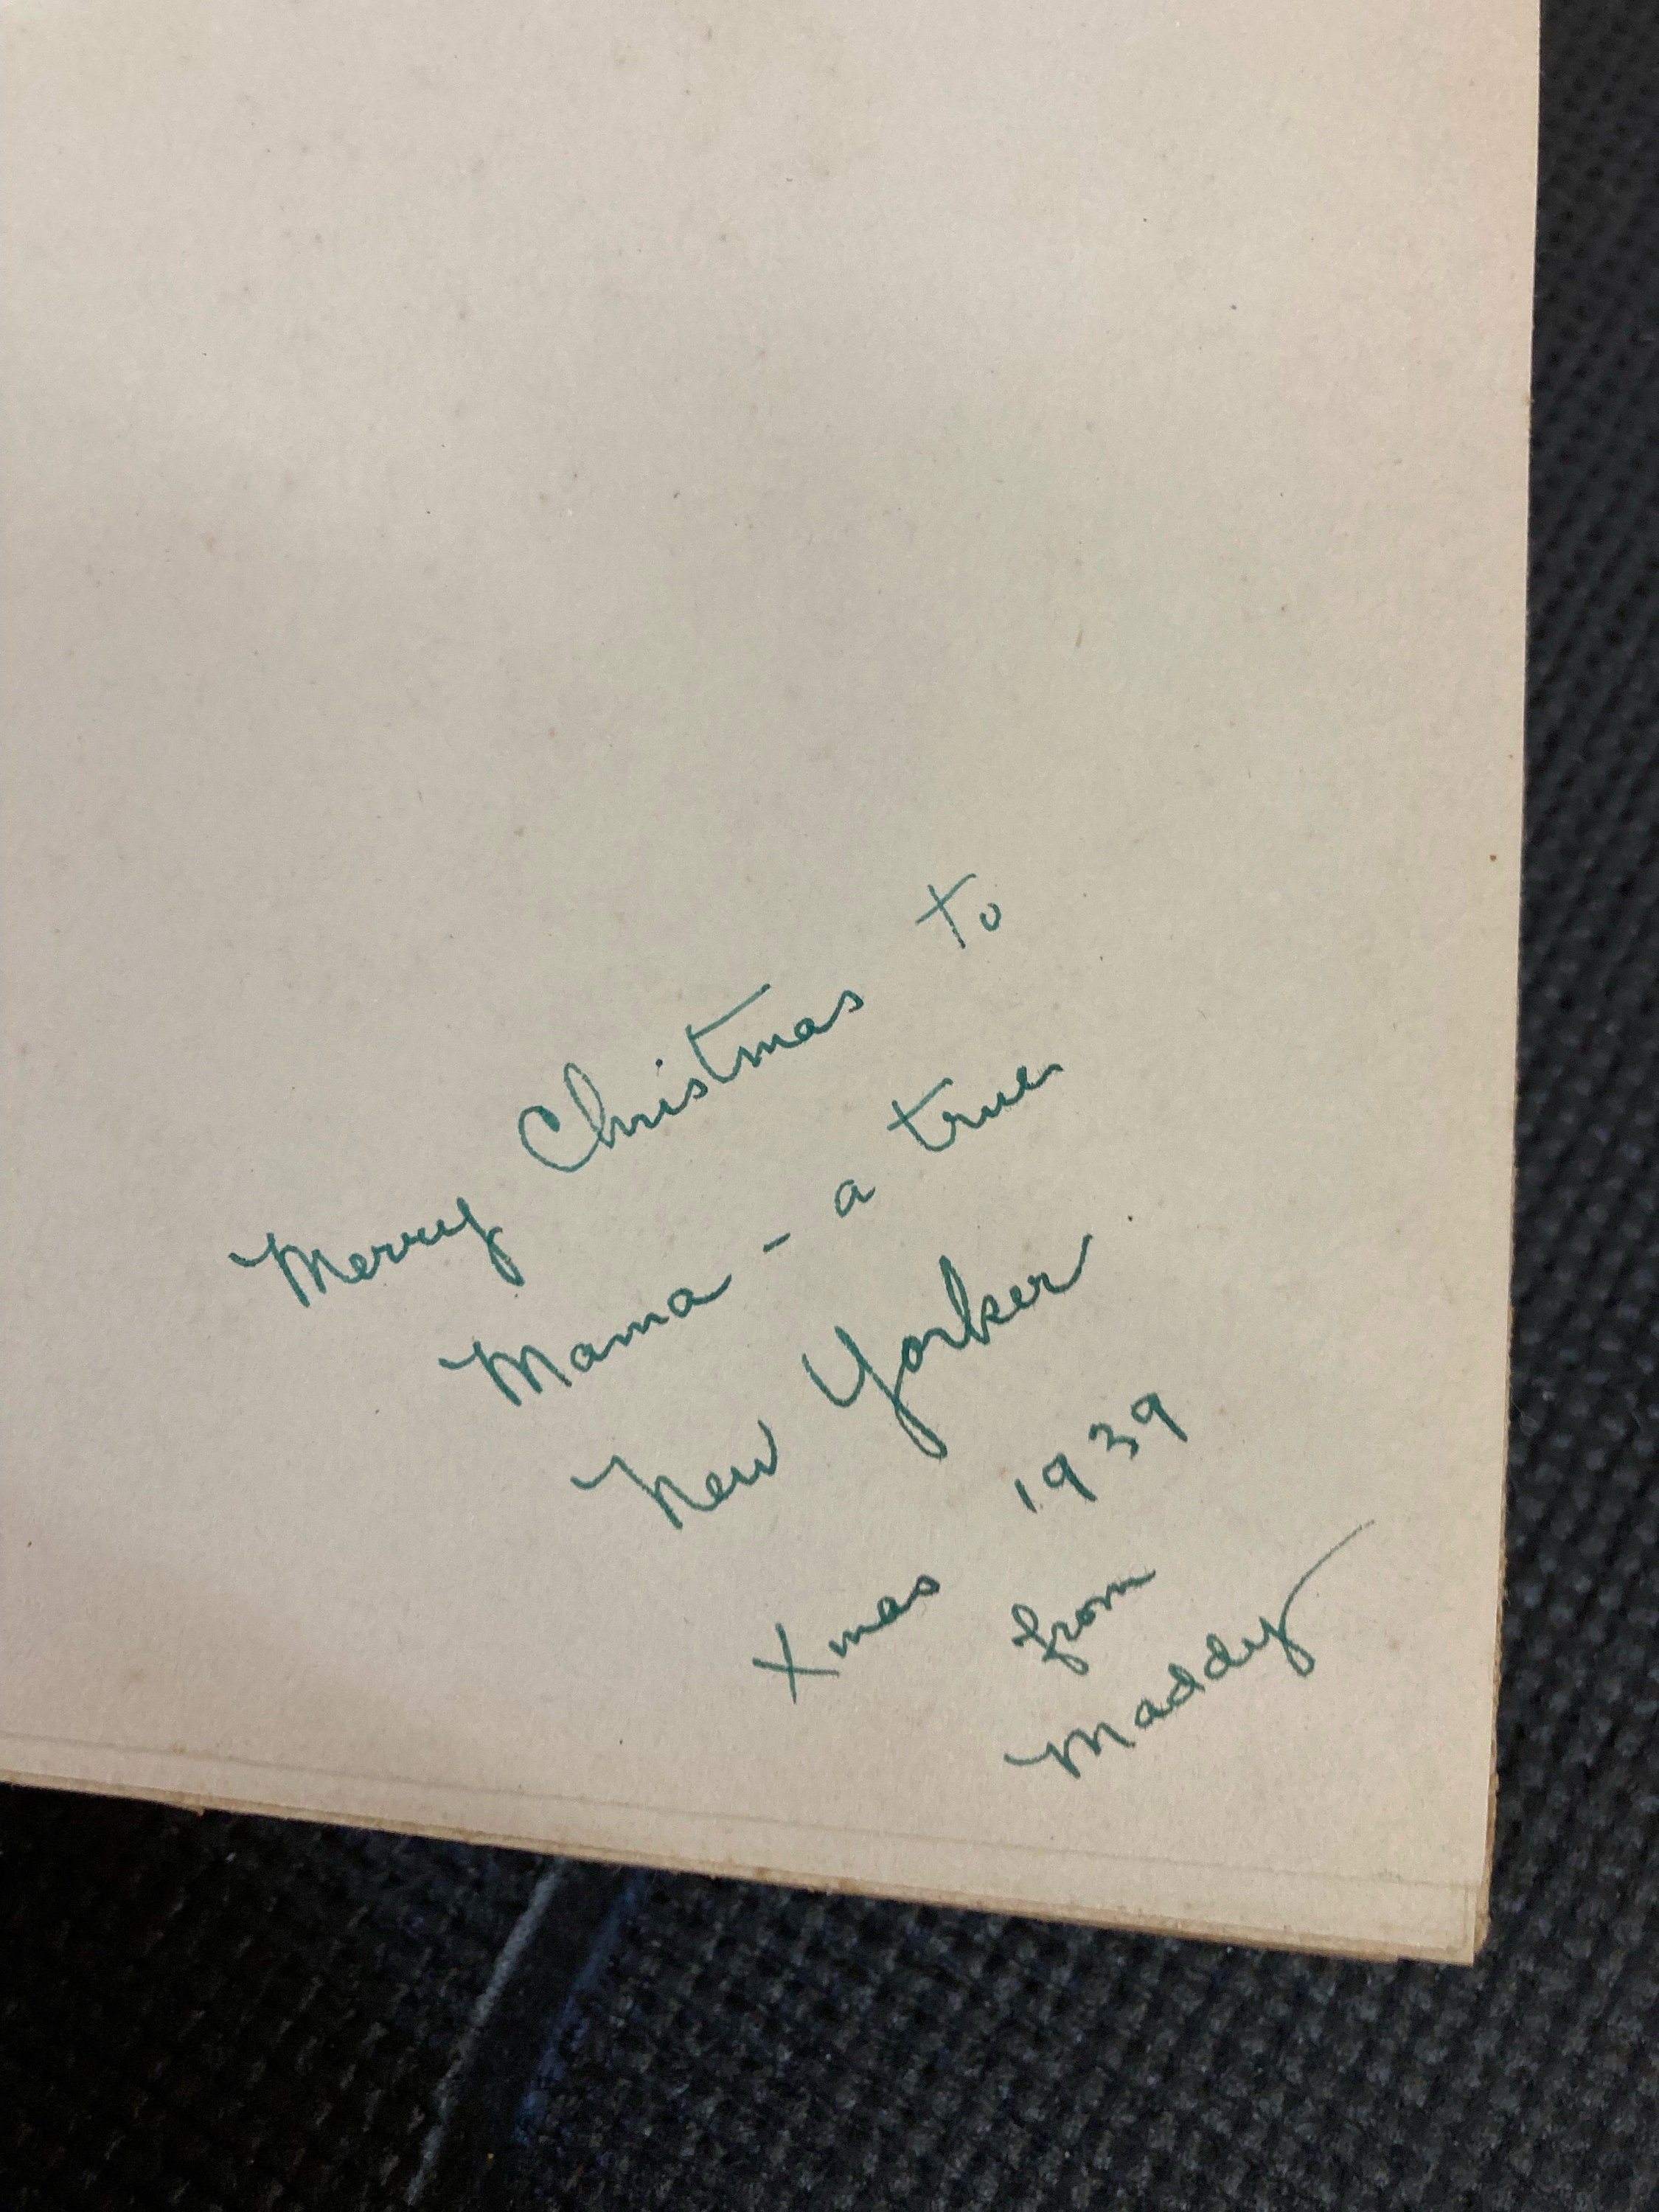 Merry Christmas to
Mama - a true
New Yorker
Xmas 1939
from
Maddy